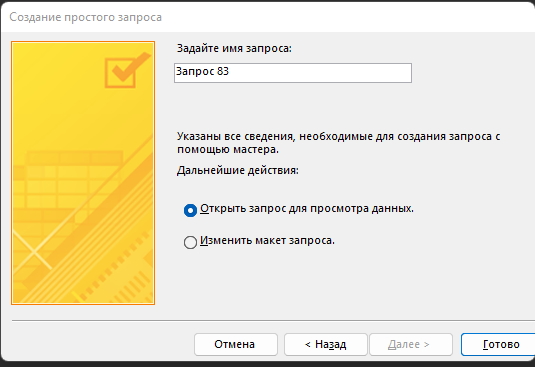 Создание простого запроса
Задайте имя запроса:
Запрос 83
Указаны все сведения, необходимые для создания запроса с
помощью мастера.
Дальнейшие действия:
Открыть запрос для просмотра данных.
Изменить макет запроса.
Отмена
< Назад
Далее >
Готово